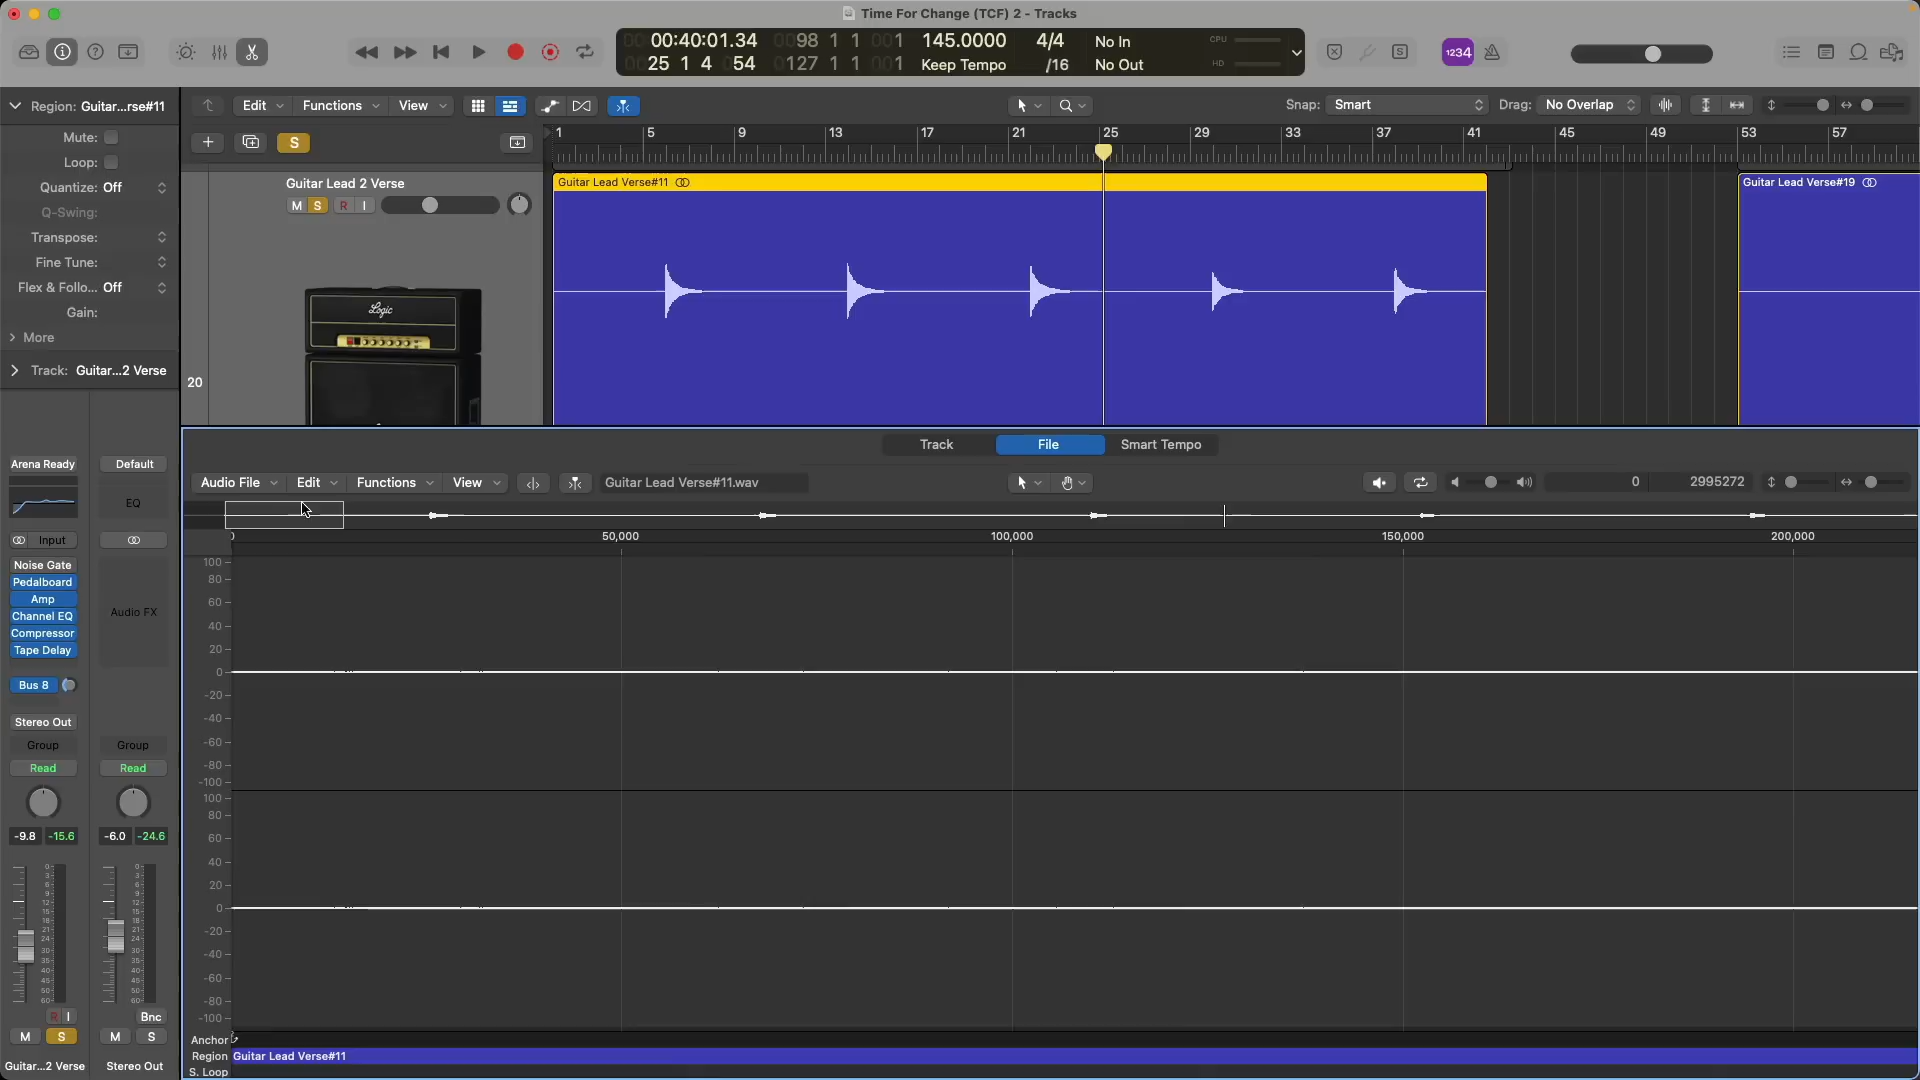 Time For Change (TCF) 2 - Tracks
00:40:01.34 0098 1 1 001 145.0000 4/4 No In CPU
25 1 4 54 0127 1 1 001 Keep Tempo /16 No Out HD
1234
Region: Guitar...rse#11
Edit Functions View Snap: Smart Drag: No Overlap
Mute:
Loop:
Quantize: Off
Q-Swing:
Transpose:
Fine Tune:
Flex & Follo... Off
Gain:
More
Track: Guitar...2 Verse
S
1 5 9 13 17 21 25 29 33 37 41 45 49 53 57
Guitar Lead 2 Verse
M S R I
20
Logic
Guitar Lead Verse#11
Guitar Lead Verse#19
Track File Smart Tempo
Audio File Edit Functions View Guitar Lead Verse#11.wav 0 2995272
50,000 100,000 150,000 200,000
100
80
60
40
20
0
-20
-40
-60
-80
-100
100
80
60
40
20
0
-20
-40
-60
-80
-100
Anchor
Region Guitar Lead Verse#11
S. Loop
Arena Ready Default
EQ
Input
Noise Gate
Pedalboard
Amp
Channel EQ
Compressor
Tape Delay
Audio FX
Bus 8
Stereo Out
Group Group
Read Read
-9.8 -15.6 -6.0 -24.6
R I Bnc
M S M S
Guitar...2 Verse Stereo Out